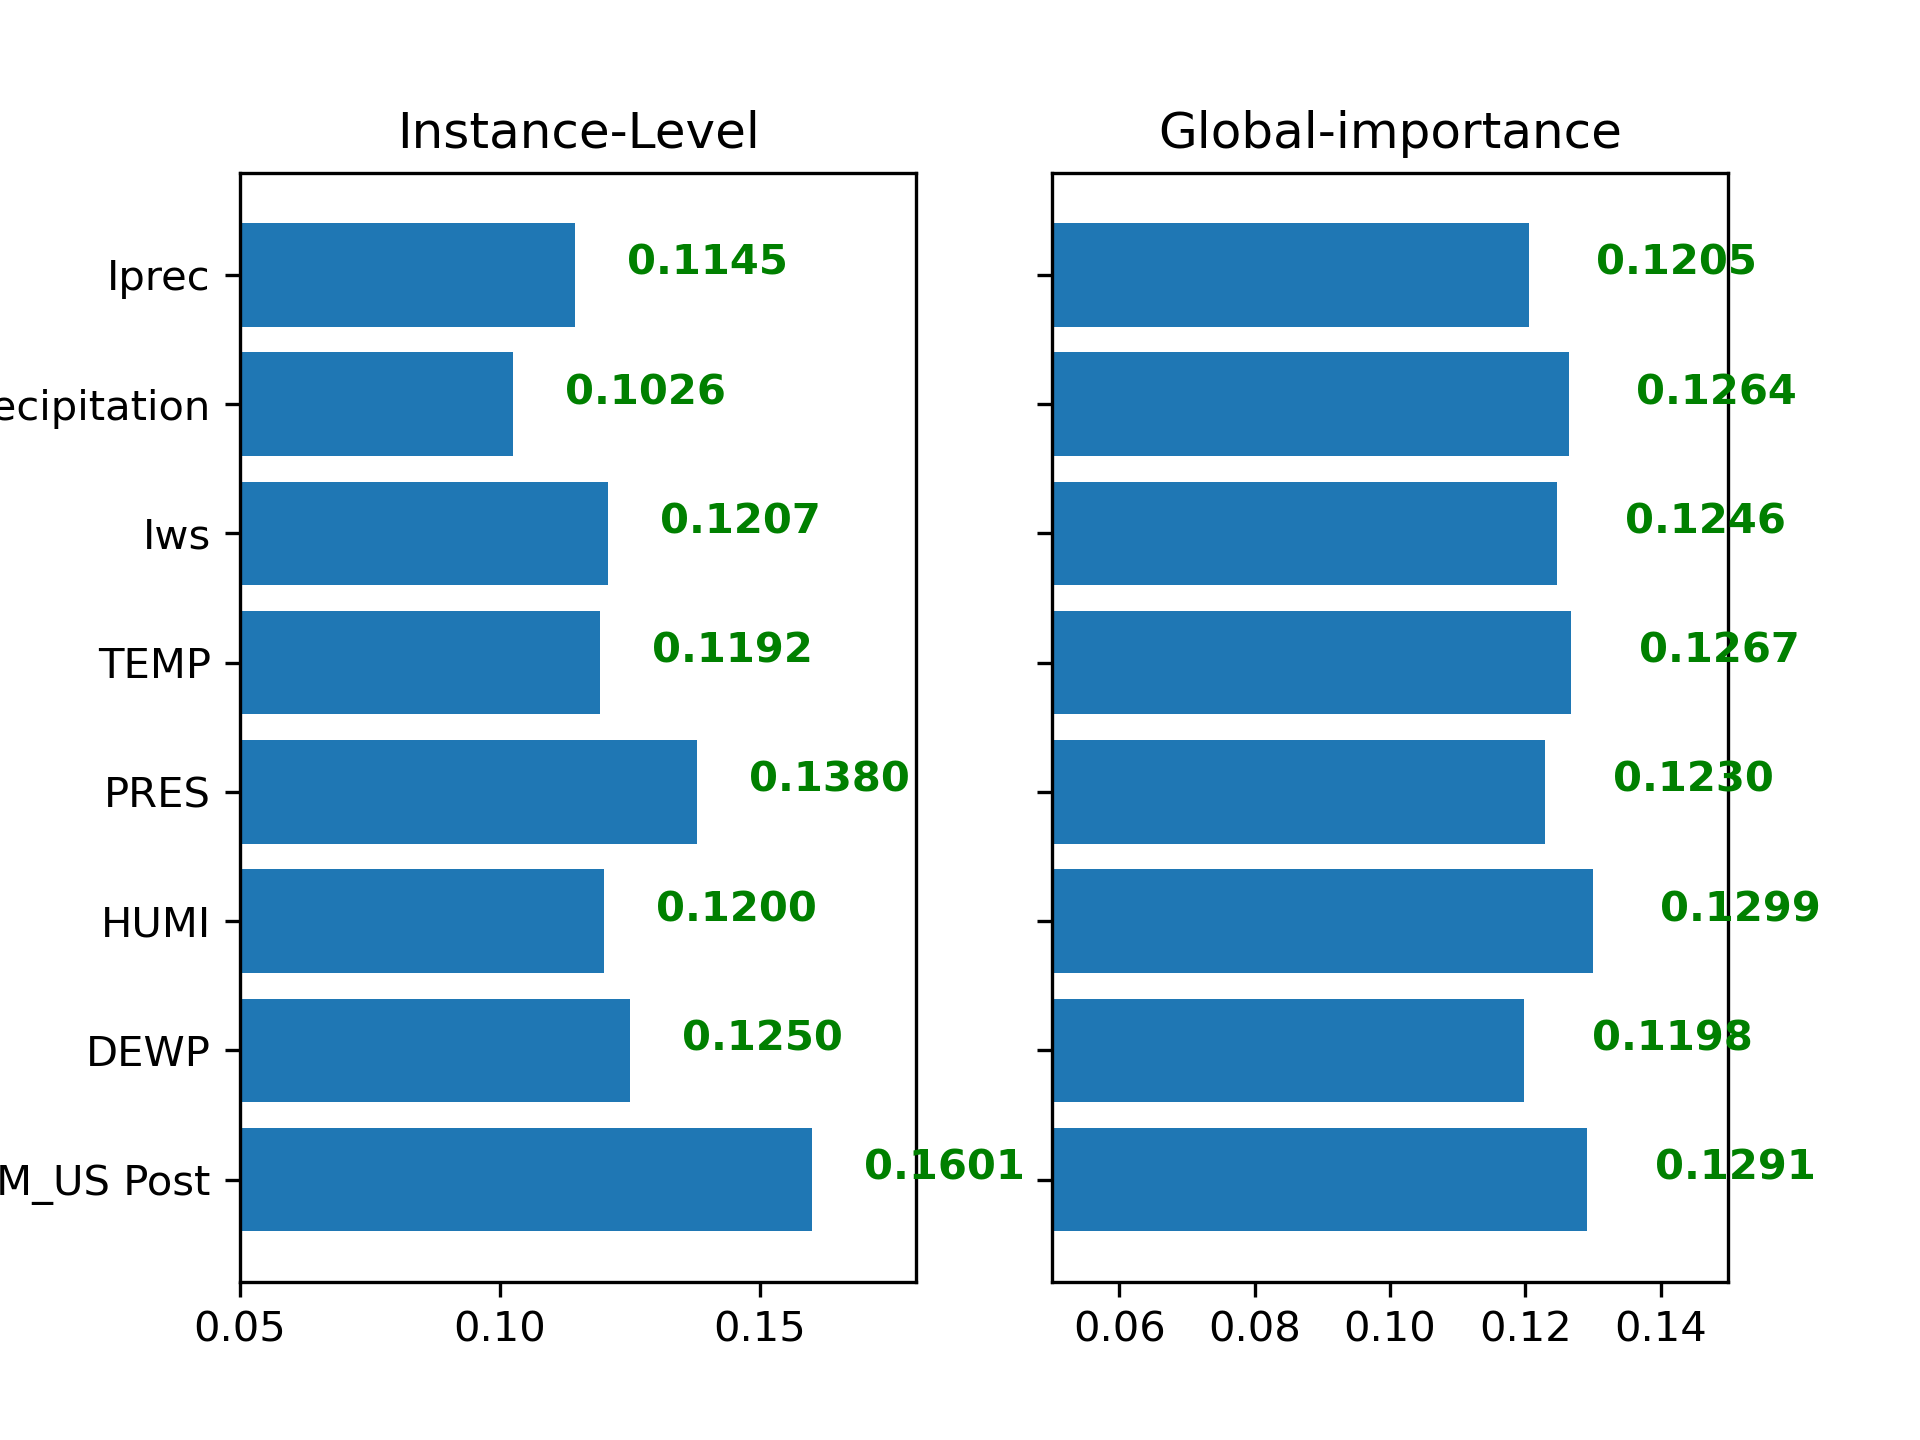 Instance-Level Global-importance
Iprec 0.1145 0.1205
ecipitation 0.1026 0.1264
Iws 0.1207 0.1246
TEMP 0.1192 0.1267
PRES 0.1380 0.1230
HUMI 0.1200 0.1299
DEWP 0.1250 0.1198
M_US Post 0.1601 0.1291
0.05 0.10 0.15 0.06 0.08 0.10 0.12 0.14